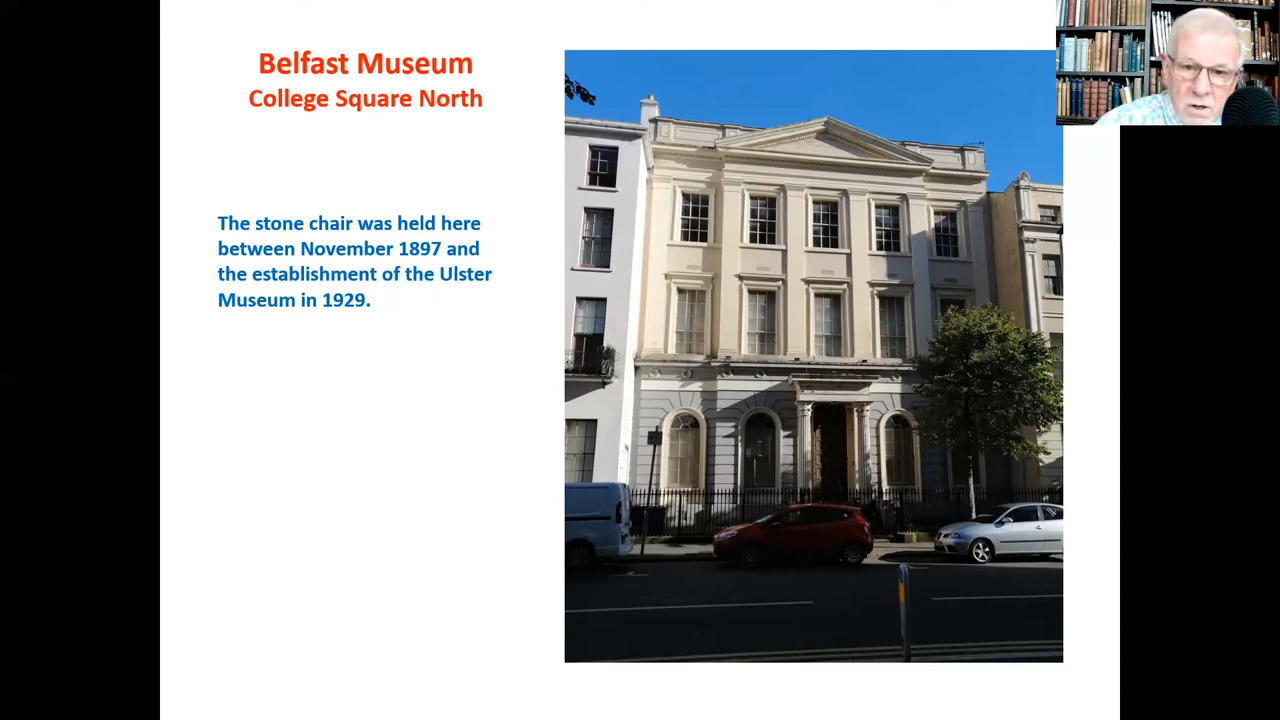 Belfast Museum
College Square North
The stone chair was held here
between November 1897 and
the establishment of the Ulster
Museum in 1929.